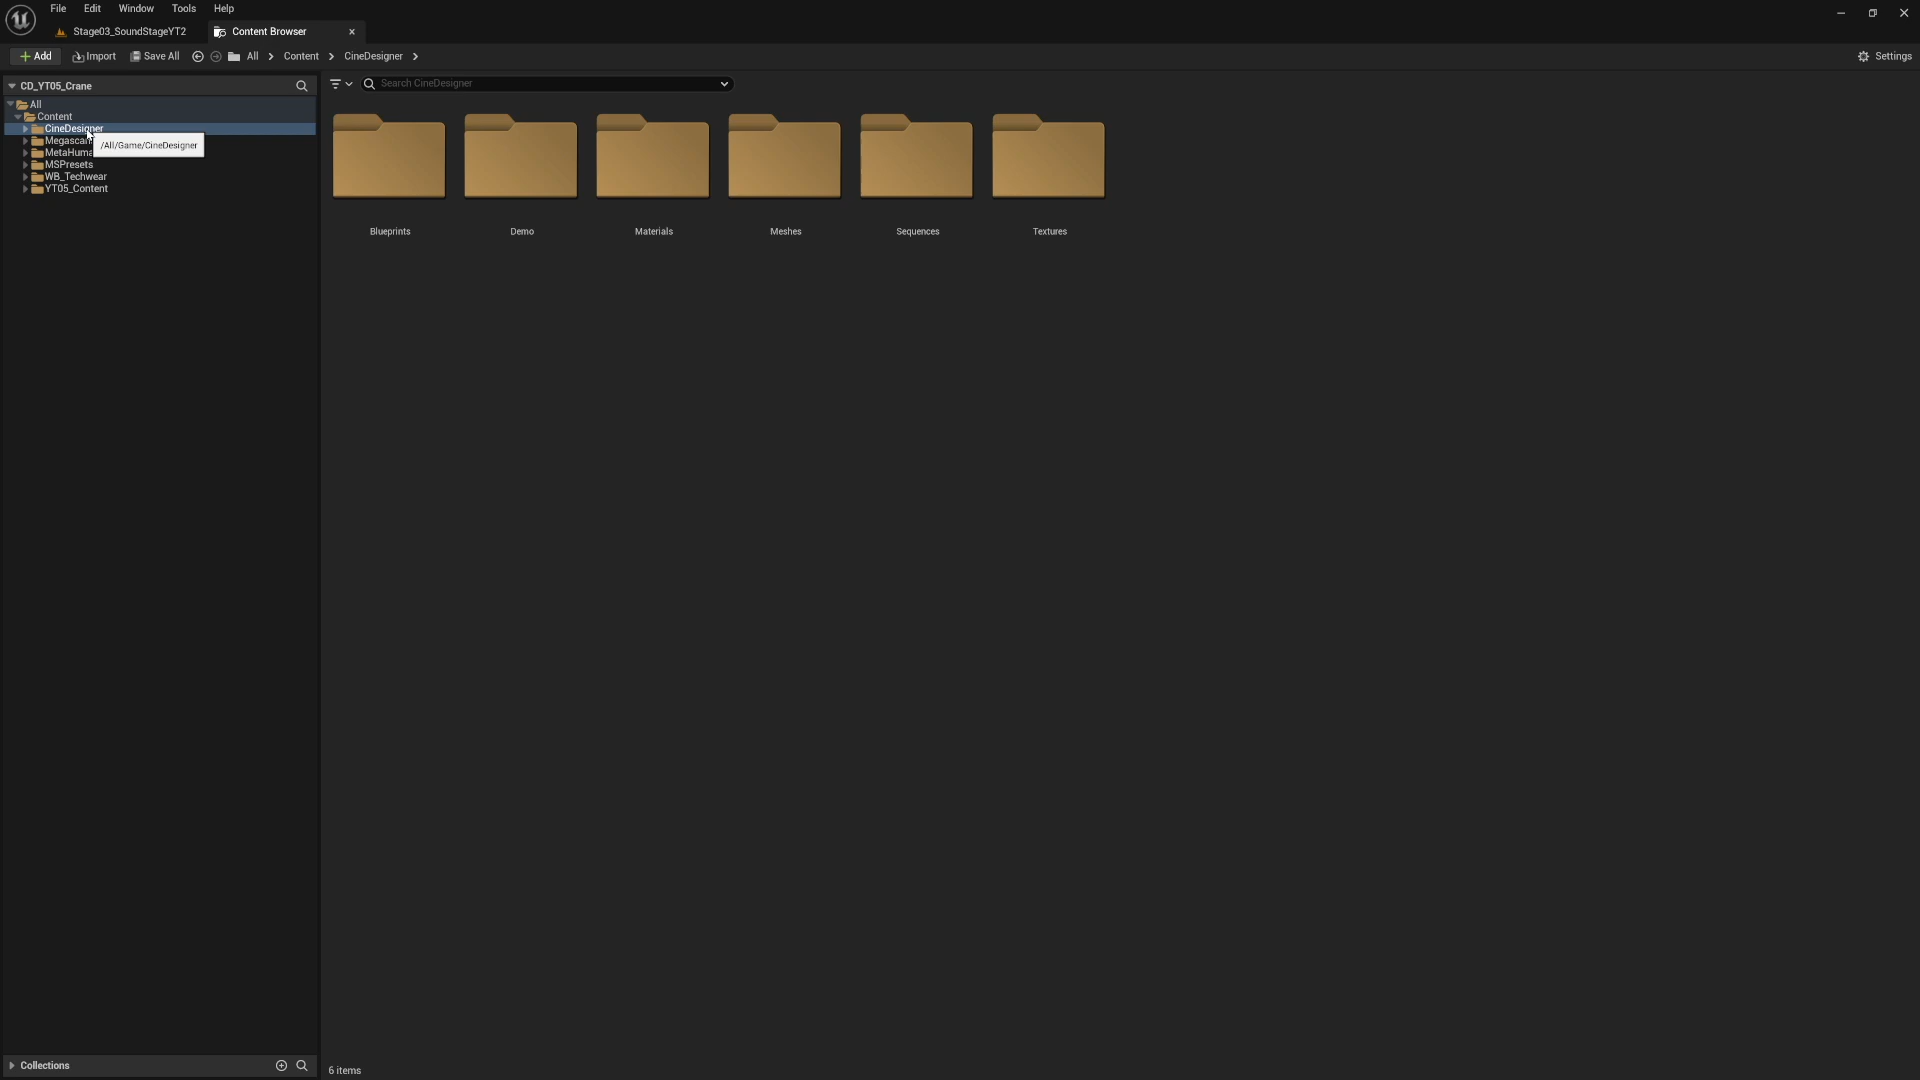 File Edit Window Tools Help
Stage03_SoundStageYT2 Content Browser
Add Import Save All All Content CineDesigner Settings
CD_YT05_Crane
Search CineDesigner
All
Content
CineDesigner
/All/Game/CineDesigner
MSPresets
WB_Techwear
YT05_Content
Blueprints Demo Materials Meshes Sequences Textures
Collections
6 items